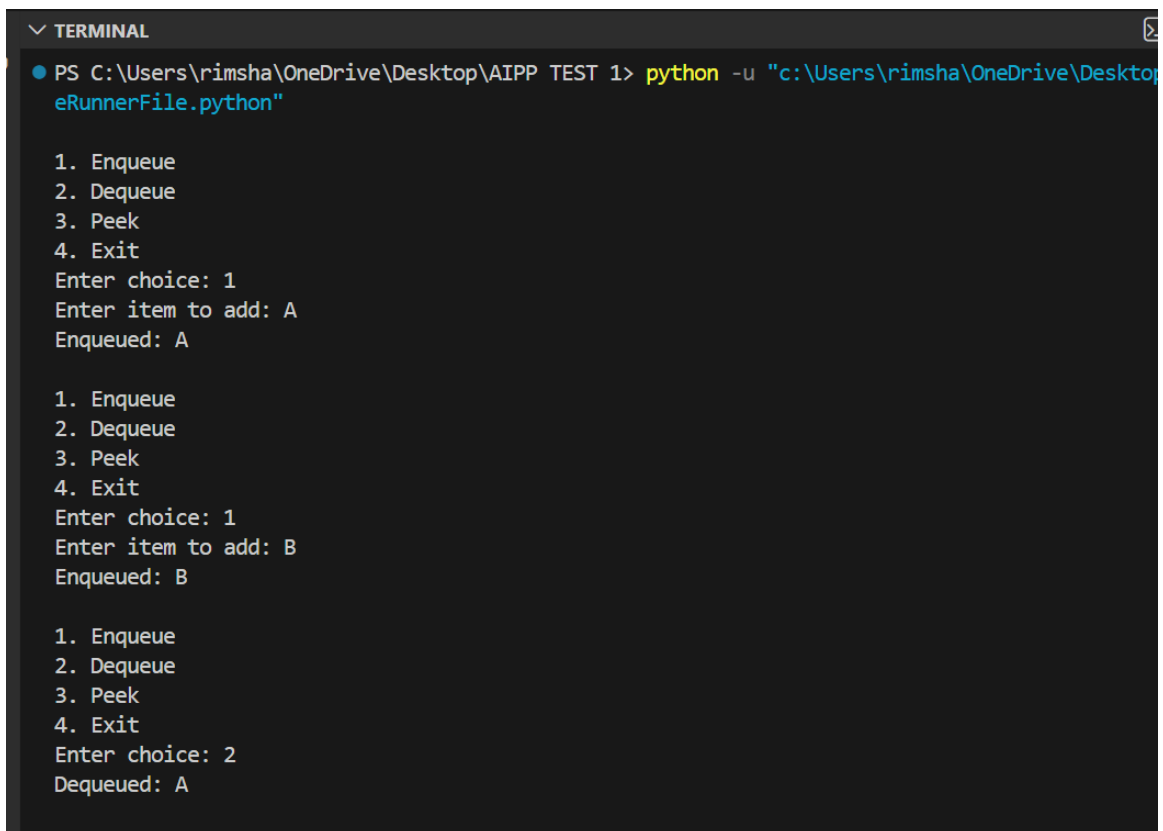 TERMINAL
PS C:\Users\rimsha\OneDrive\Desktop\AIPP TEST 1> python -u "c:\Users\rimsha\OneDrive\Desktop
eRunnerFile.python"
1. Enqueue
2. Dequeue
3. Peek
4. Exit
Enter choice: 1
Enter item to add: A
Enqueued: A
1. Enqueue
2. Dequeue
3. Peek
4. Exit
Enter choice: 1
Enter item to add: B
Enqueued: B
1. Enqueue
2. Dequeue
3. Peek
4. Exit
Enter choice: 2
Dequeued: A